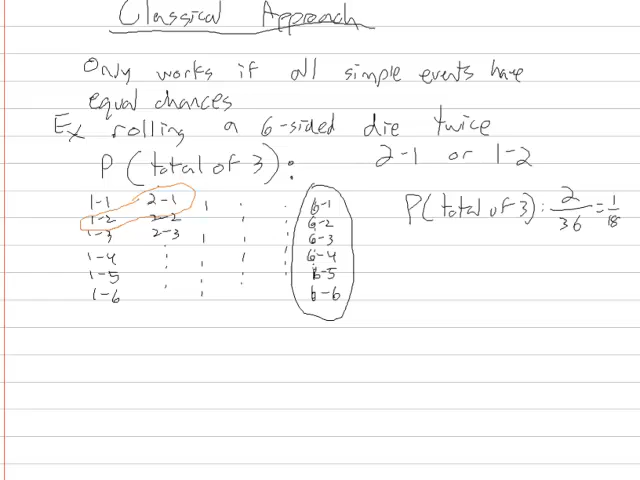 Classical Approach
Only works if all simple events have
equal chances
Ex rolling a 6-sided die twice
P (total of 3): 2-1 or 1-2
1-1 2-1 6-1
1-2 2-2 6-2
1-3 2-3 6-3
1-4 6-4
1-5 6-5
1-6 6-6
P(total of 3): 2/36 = 1/18